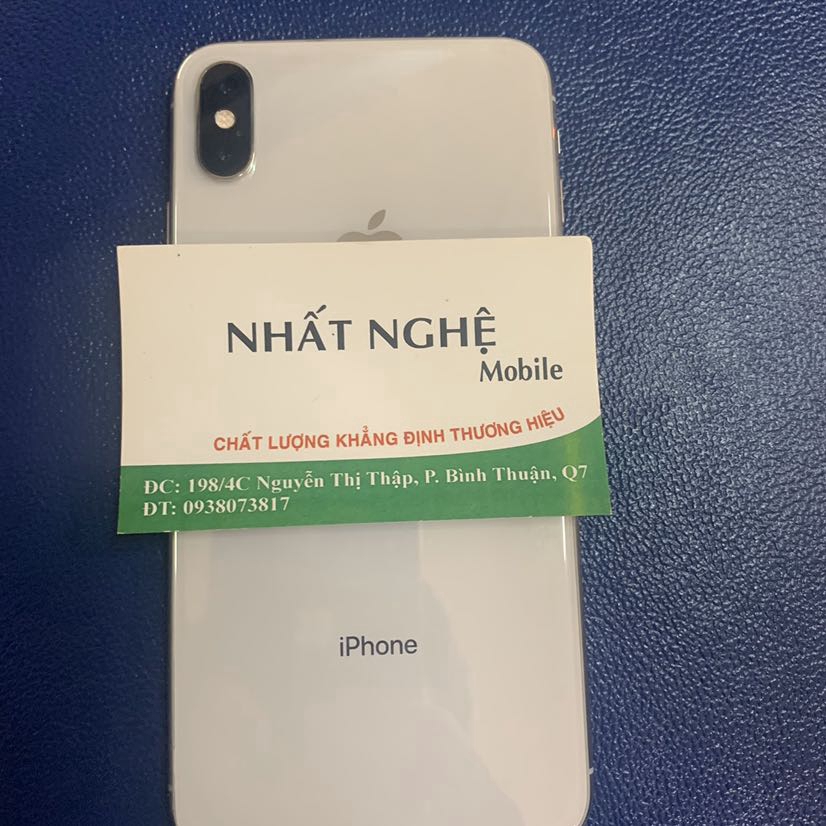 NHẤT NGHỆ
Mobile
CHẤT LƯỢNG KHẲNG ĐỊNH THƯƠNG HIỆU
ĐC: 198/4C Nguyễn Thị Thập, P. Bình Thuận, Q7
ĐT: 0938073817
iPhone